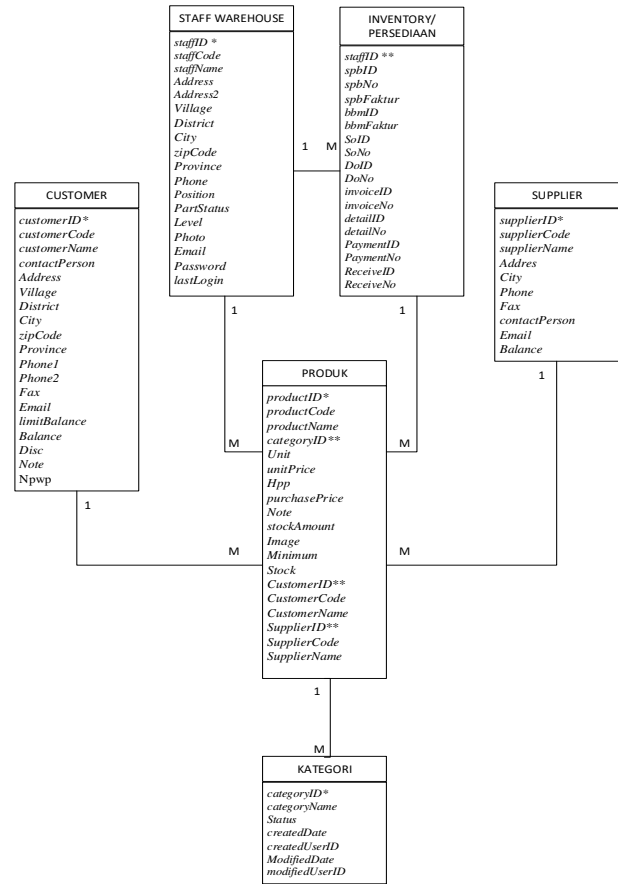 STAFF WAREHOUSE
staffID *
staffCode
staffName
Address
Address2
Village
District
City
zipCode
Province
Phone
Position
PartStatus
Level
Photo
Email
Password
lastLogin
1
M
INVENTORY/
PERSEDIAAN
staffID **
spbID
spbNo
spbFaktur
bbmID
bbmFaktur
SoID
SoNo
DoID
DoNo
invoiceID
invoiceNo
detailID
detailNo
PaymentID
PaymentNo
ReceiveID
ReceiveNo
CUSTOMER
customerID*
customerCode
customerName
contactPerson
Address
Village
District
City
zipCode
Province
Phone1
Phone2
Fax
Email
limitBalance
Balance
Disc
Note
Npwp
SUPPLIER
supplierID*
supplierCode
supplierName
Addres
City
Phone
Fax
contactPerson
Email
Balance
1
1
1
1
M
M
M
M
PRODUK
productID*
productCode
productName
categoryID**
Unit
unitPrice
Hpp
purchasePrice
Note
stockAmount
Image
Minimum
Stock
CustomerID**
CustomerCode
CustomerName
SupplierID**
SupplierCode
SupplierName
1
M
KATEGORI
categoryID*
categoryName
Status
createdDate
createdUserID
ModifiedDate
modifiedUserID